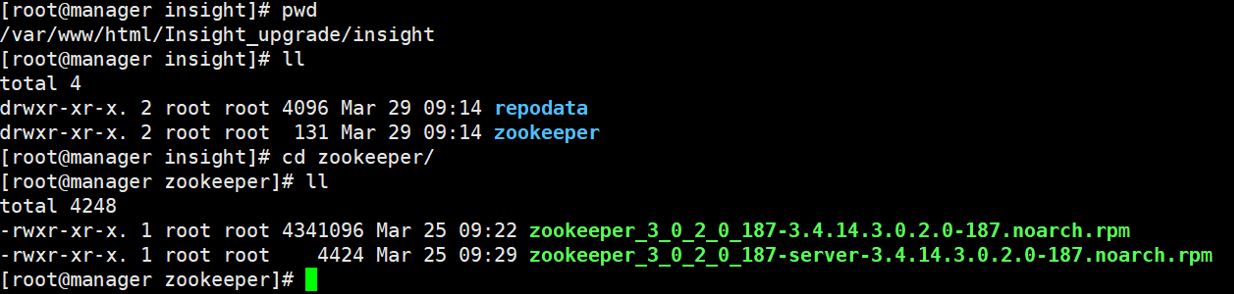 [root@manager insight]# pwd
/var/www/html/Insight_upgrade/insight
[root@manager insight]# ll
total 4
drwxr-xr-x. 2 root root 4096 Mar 29 09:14 repodata
drwxr-xr-x. 2 root root  131 Mar 29 09:14 zookeeper
[root@manager insight]# cd zookeeper/
[root@manager zookeeper]# ll
total 4248
-rwxr-xr-x. 1 root root 4341096 Mar 25 09:22 zookeeper_3_0_2_0_187-3.4.14.3.0.2.0-187.noarch.rpm
-rwxr-xr-x. 1 root root    4424 Mar 25 09:29 zookeeper_3_0_2_0_187-server-3.4.14.3.0.2.0-187.noarch.rpm
[root@manager zookeeper]#